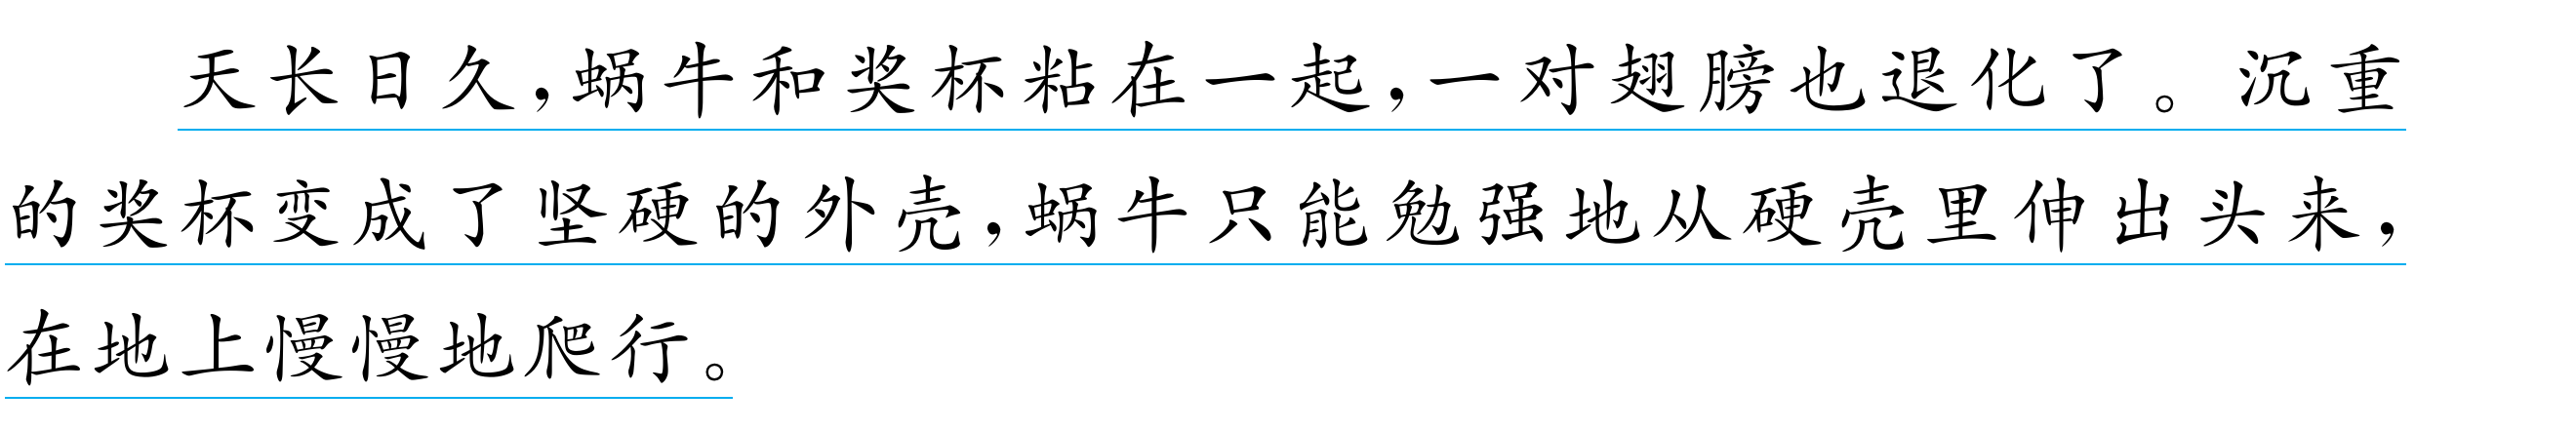 天长日久，蜗牛和奖杯粘在一起，一对翅膀也退化了。沉重
的奖杯变成了坚硬的外壳，蜗牛只能勉强地从硬壳里伸出头来，
在地上慢慢地爬行。